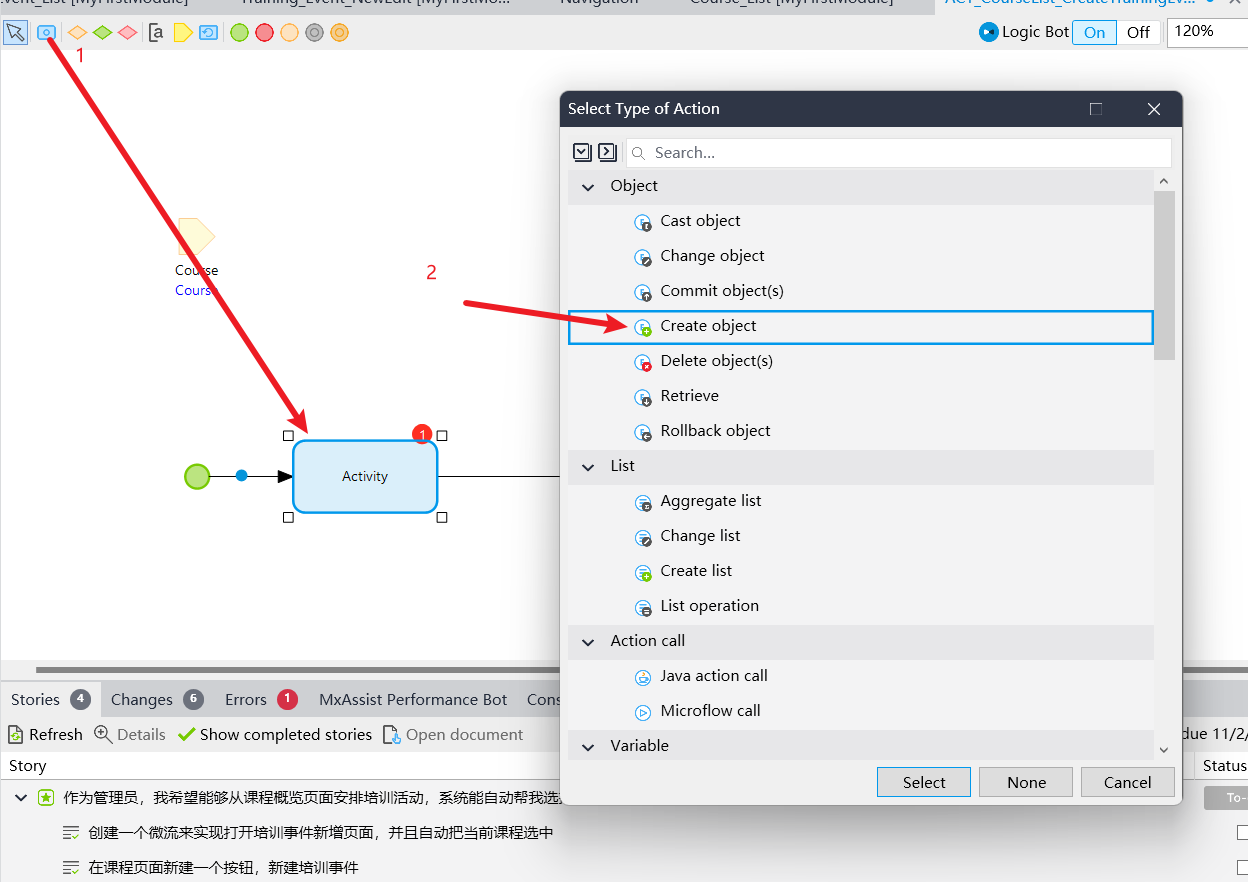 vent_List [MyFirstModule]
Training_Event_NewEdit [MyFirstMo...
Navigation
Course_List [MyFirstModule]
ACT_CourseList_CreateTrainingEv...
1
Logic Bot On Off 120%
Select Type of Action
Search...
Object
Cast object
Change object
Commit object(s)
Create object
Delete object(s)
Retrieve
Rollback object
List
Aggregate list
Change list
Create list
List operation
Action call
Java action call
Microflow call
Variable
Select None Cancel
Course
Course
2
1
Activity
Stories 4 Changes 6 Errors 1 MxAssist Performance Bot Cons
Refresh Details Show completed stories Open document
due 11/2/
Story
Status
作为管理员，我希望能够从课程概览页面安排培训活动，系统能自动帮我选
To-
创建一个微流来实现打开培训事件新增页面，并且自动把当前课程选中
在课程页面新建一个按钮，新建培训事件